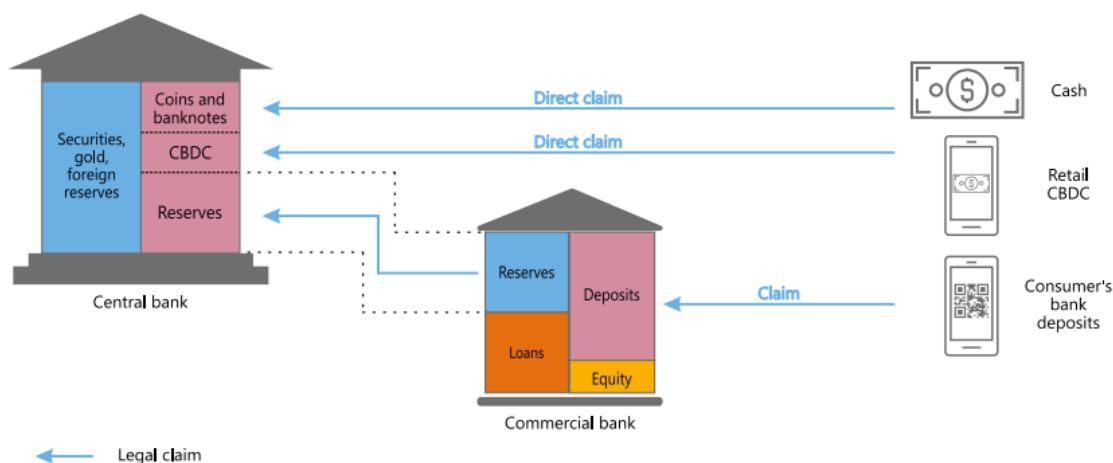 Coins and
banknotes
Securities,
gold,
foreign
reserves
CBDC
Reserves
Central bank
Direct claim
Direct claim
Cash
Retail
CBDC
Reserves
Deposits
Loans
Equity
Commercial bank
Claim
Consumer's
bank
deposits
Legal claim